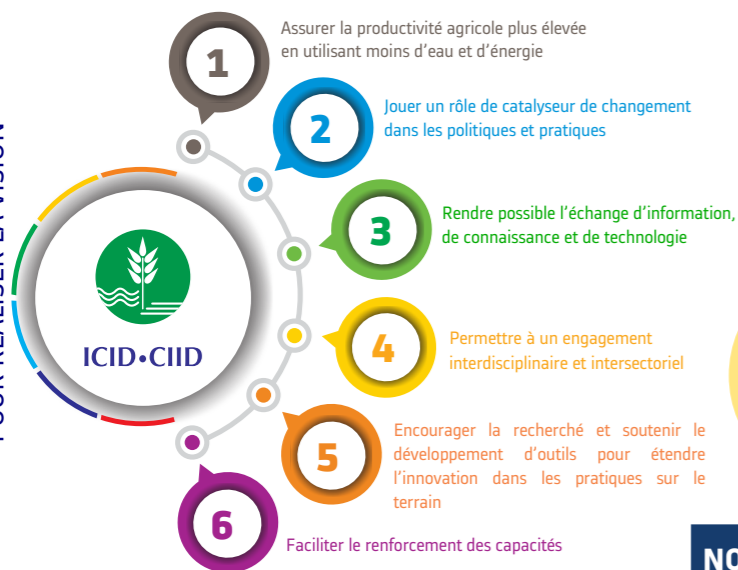 1
Assurer la productivité agricole plus élevée
en utilisant moins d'eau et d'énergie
2
Jouer un rôle de catalyseur de changement
dans les politiques et pratiques
3
Rendre possible l'échange d'information,
de connaissance et de technologie
4
Permettre à un engagement
interdisciplinaire et intersectoriel
5
Encourager la recherché et soutenir le
développement d'outils pour étendre
l'innovation dans les pratiques sur le
terrain
6
Faciliter le renforcement des capacités
ICID•CIID